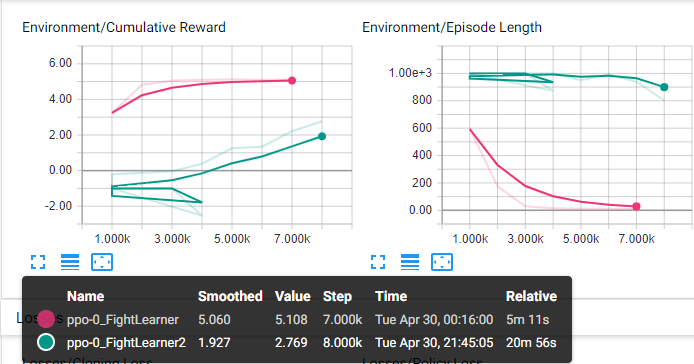 Environment/Cumulative Reward
Environment/Episode Length
6.00
4.00
2.00
0.00
-2.00
1.000k 3.000k 5.000k 7.000k
1.00e+3
800
600
400
200
0.00
1.000k 3.000k 5.000k 7.000k
Name Smoothed Value Step Time Relative
ppo-0_FightLearner 5.060 5.108 7.000k Tue Apr 30, 00:16:00 5m 11s
ppo-0_FightLearner2 1.927 2.769 8.000k Tue Apr 30, 21:45:05 20m 56s
Losses
Losses/Cloning Loss
Losses/Policy Loss